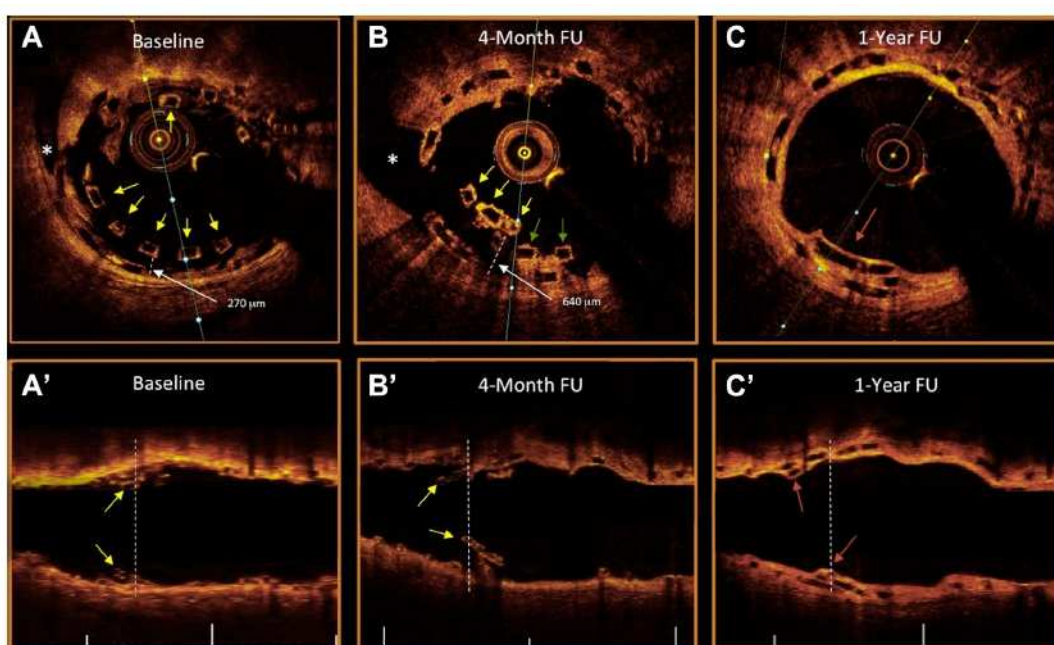 A
Baseline
*
270 μm
B
4-Month FU
*
640 μm
C
1-Year FU
A'
Baseline
B'
4-Month FU
C'
1-Year FU